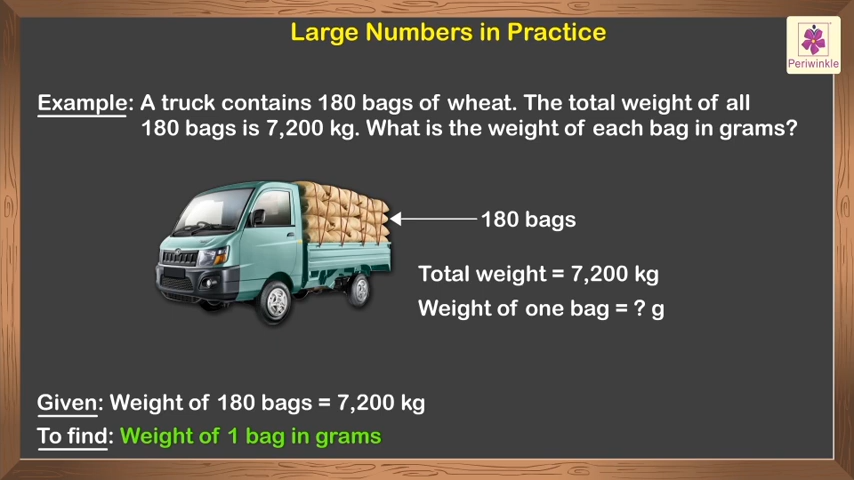 Large Numbers in Practice
Periwinkle
Example: A truck contains 180 bags of wheat. The total weight of all
180 bags is 7,200 kg. What is the weight of each bag in grams?
180 bags
Total weight = 7,200 kg
Weight of one bag = ? g
Given: Weight of 180 bags = 7,200 kg
To find: Weight of 1 bag in grams